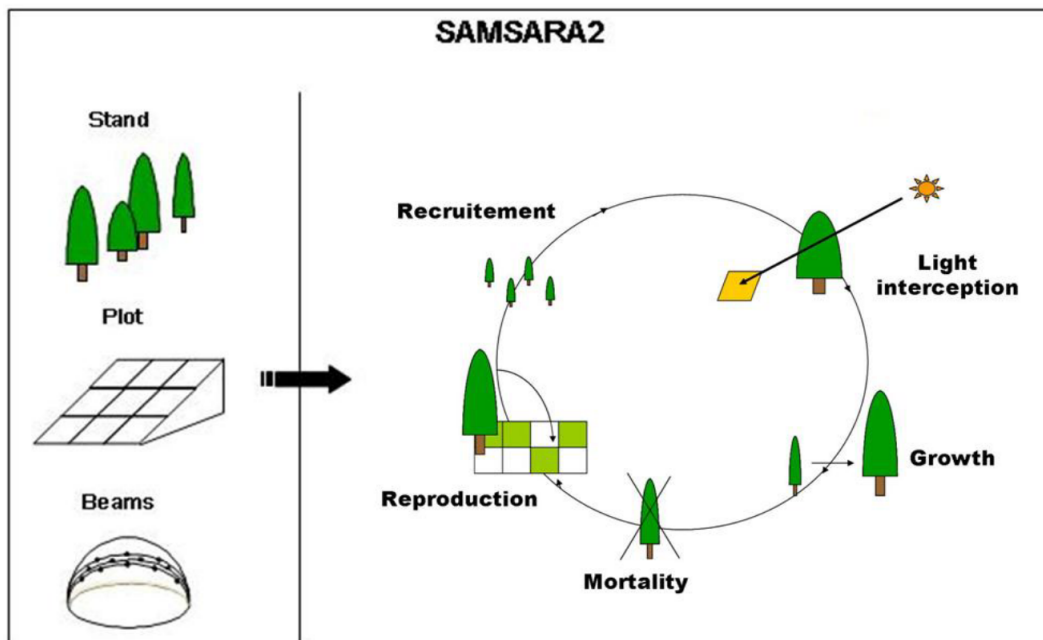 SAMSARA2
Stand
Plot
Beams
Recruitement
Light
interception
Growth
Mortality
Reproduction